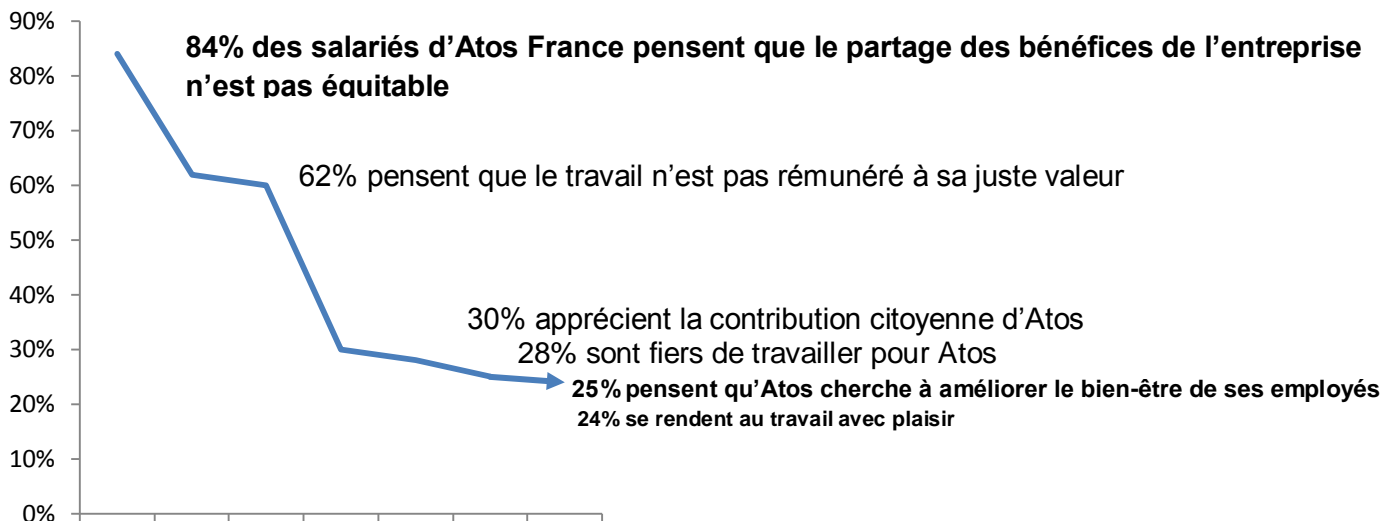 90%
84% des salariés d’Atos France pensent que le partage des bénéfices de l’entreprise
n’est pas équitable
80%
70%
62% pensent que le travail n’est pas rémunéré à sa juste valeur
60%
50%
40%
30% apprécient la contribution citoyenne d’Atos
30%
28% sont fiers de travailler pour Atos
25% pensent qu’Atos cherche à améliorer le bien-être de ses employés
20%
24% se rendent au travail avec plaisir
10%
0%